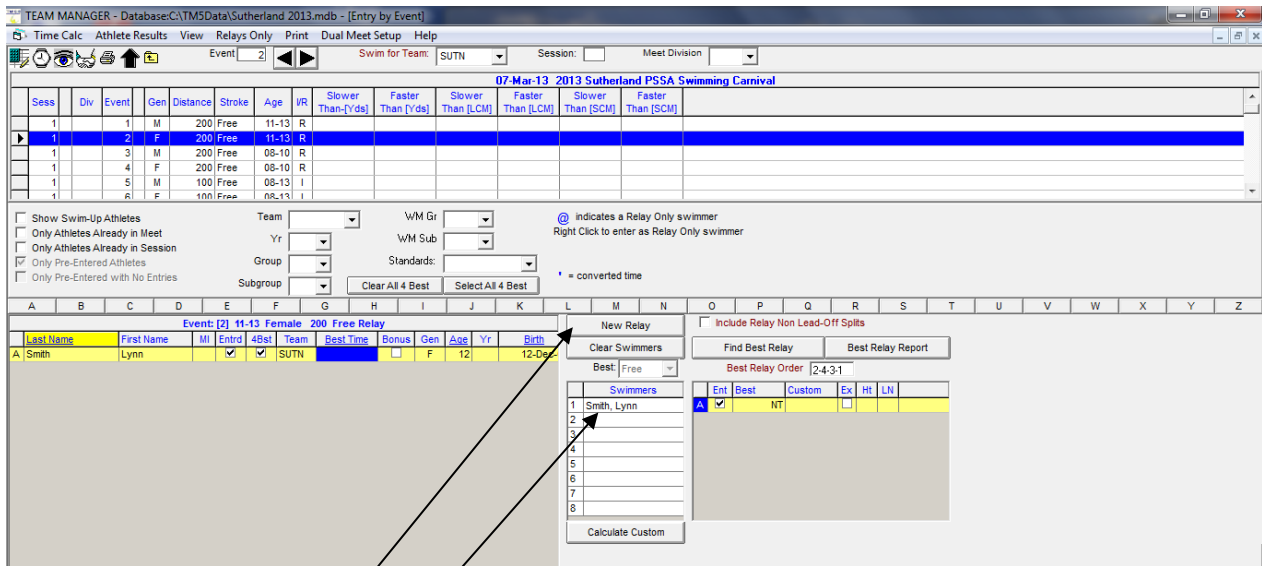 TEAM MANAGER - Database:C:\TM5Data\Sutherland 2013.mdb - [Entry by Event]
Time Calc Athlete Results View Relays Only Print Dual Meet Setup Help
Event 2 Swim for Team: SUTN Session: Meet Division
07-Mar-13 2013 Sutherland PSSA Swimming Carnival
Sess Div Event Gen Distance Stroke Age I/R Slower Than-[Yds] Faster Than [Yds] Slower Than [LCM] Faster Than [LCM] Slower Than [SCM] Faster Than [SCM]
1 1 M 200 Free 11-13 R
1 2 F 200 Free 11-13 R
1 3 M 200 Free 08-10 R
1 4 F 200 Free 08-10 R
1 5 M 100 Free 08-13 I
1 6 F 100 Free 08-13 I
Show Swim-Up Athletes Team WM Gr @ indicates a Relay Only swimmer
Only Athletes Already in Meet Right Click to enter as Relay Only swimmer
Only Athletes Already in Session Yr WM Sub
Only Pre-Entered Athletes Group Standards:
Only Pre-Entered with No Entries ' = converted time
Subgroup Clear All 4 Best Select All 4 Best
A B C D E F G H I J K L M N O P Q R S T U V W X Y Z
Event: [2] 11-13 Female 200 Free Relay New Relay Include Relay Non Lead-Off Splits
Last Name First Name MI Entrd 4Bst Team Best Time Bonus Gen Age Yr Birth
A Smith Lynn SUTN F 12 12-Dec-
Clear Swimmers Find Best Relay Best Relay Report
Best: Free Best Relay Order 2-4-3-1
Swimmers Ent Best Custom Ex Ht LN
1 Smith, Lynn A NT
2
3
4
5
6
7
8
Calculate Custom